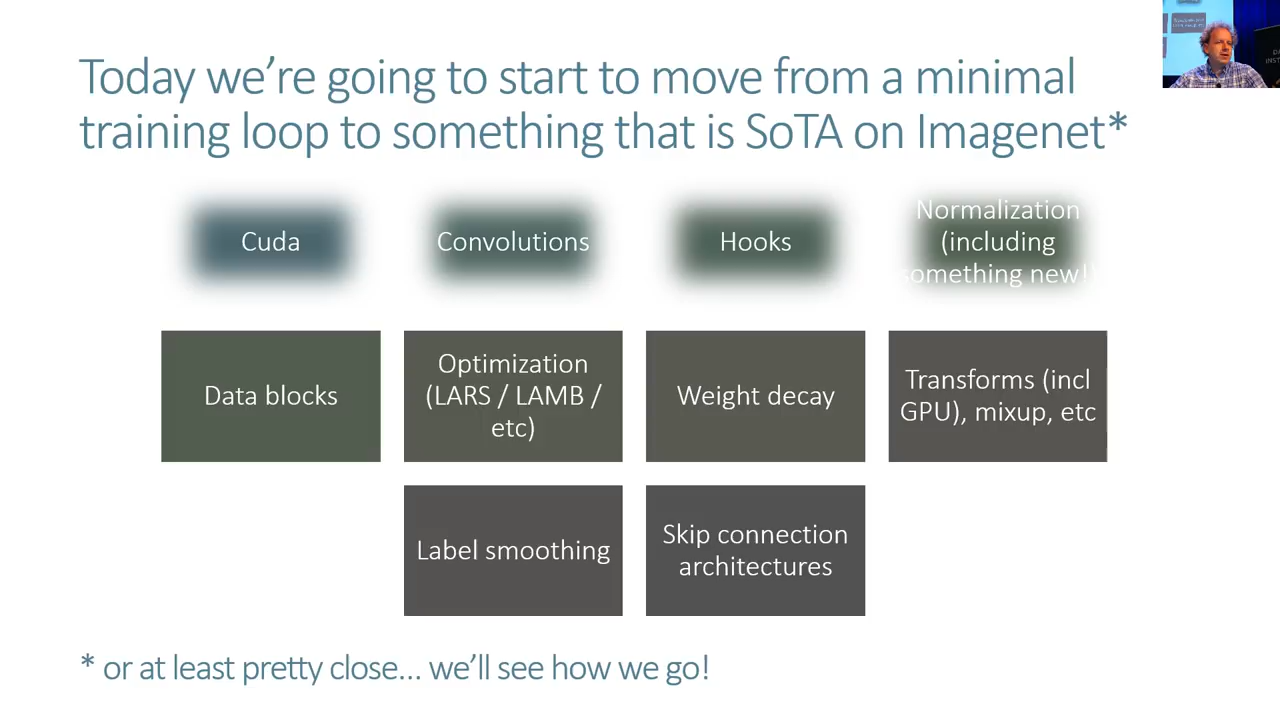 Today we’re going to start to move from a minimal
training loop to something that is SoTA on Imagenet*
Cuda
Convolutions
Hooks
Normalization
(including
something new!)
Data blocks
Optimization
(LARS / LAMB /
etc)
Weight decay
Transforms (incl
GPU), mixup, etc
Label smoothing
Skip connection
architectures
* or at least pretty close... we’ll see how we go!